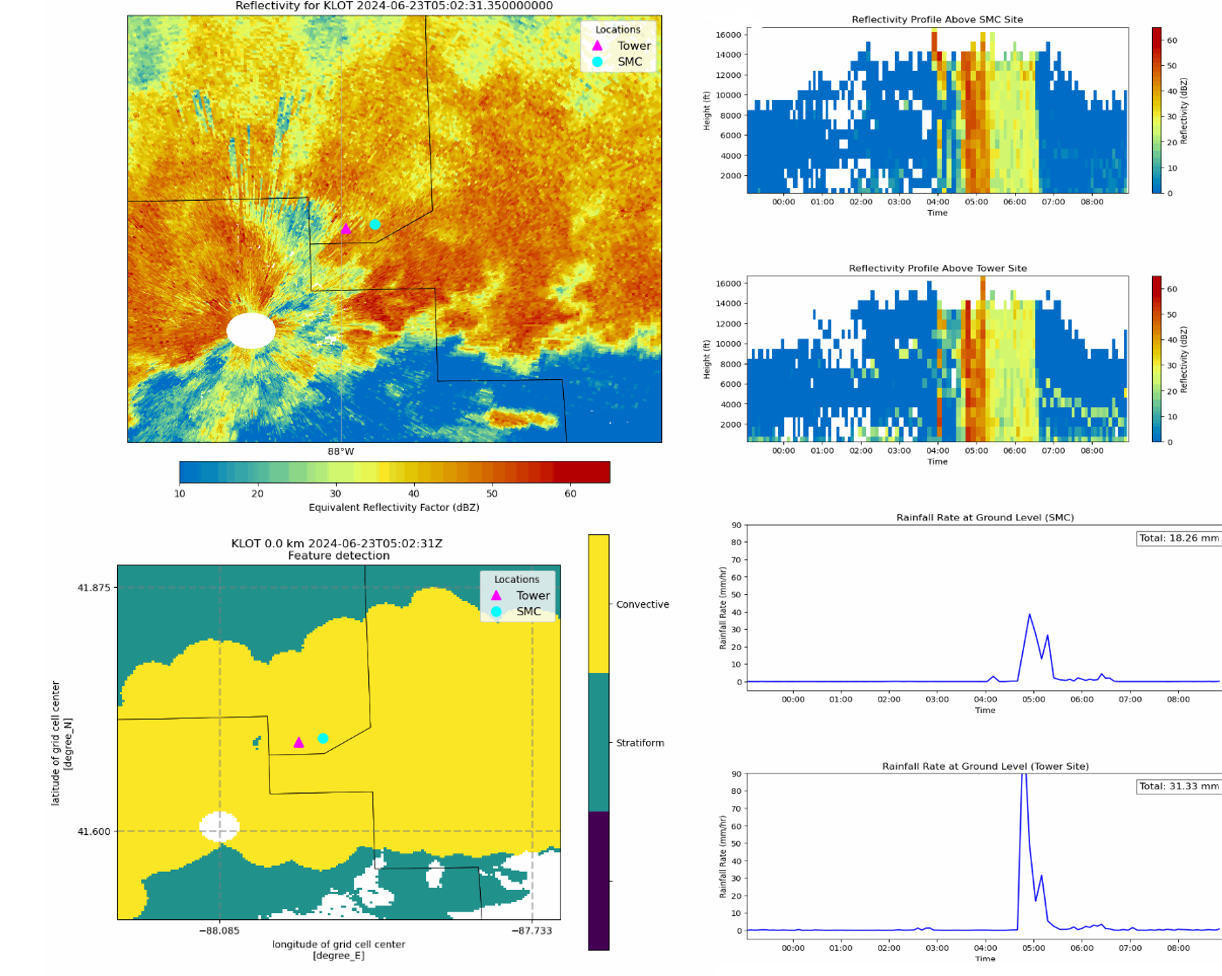 Reflectivity for KLOT 2024-06-23T05:02:31.350000000
Locations
Tower
SMC
88°W
10 20 30 40 50 60
Equivalent Reflectivity Factor (dBZ)
KLOT 0.0 km 2024-06-23T05:02:31Z
Feature detection
Locations
Tower
SMC
41.875
41.600
latitude of grid cell center
[degree_N]
−88.085 −87.733
longitude of grid cell center
[degree_E]
Convective
Stratiform
Reflectivity Profile Above SMC Site
16000
14000
12000
10000
8000
6000
4000
2000
Height (ft)
00:00 01:00 02:00 03:00 04:00 05:00 06:00 07:00 08:00
Time
60
50
40
30
20
10
0
Reflectivity (dBZ)
Reflectivity Profile Above Tower Site
16000
14000
12000
10000
8000
6000
4000
2000
Height (ft)
00:00 01:00 02:00 03:00 04:00 05:00 06:00 07:00 08:00
Time
60
50
40
30
20
10
0
Reflectivity (dBZ)
Rainfall Rate at Ground Level (SMC)
Total: 18.26 mm
90
80
70
60
50
40
30
20
10
0
Rainfall Rate (mm/hr)
00:00 01:00 02:00 03:00 04:00 05:00 06:00 07:00 08:00
Time
Rainfall Rate at Ground Level (Tower Site)
Total: 31.33 mm
90
80
70
60
50
40
30
20
10
0
Rainfall Rate (mm/hr)
00:00 01:00 02:00 03:00 04:00 05:00 06:00 07:00 08:00
Time